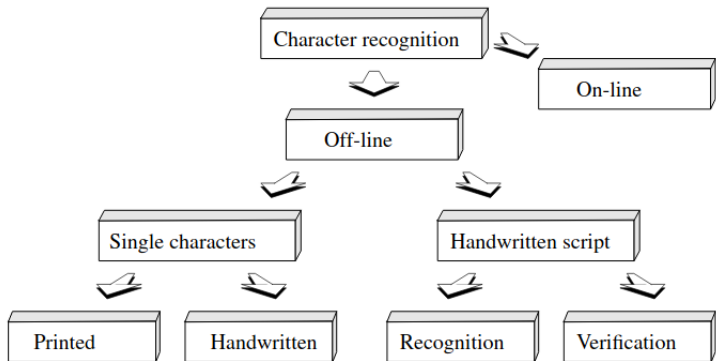 Character recognition
On-line
Off-line
Single characters
Handwritten script
Printed
Handwritten
Recognition
Verification